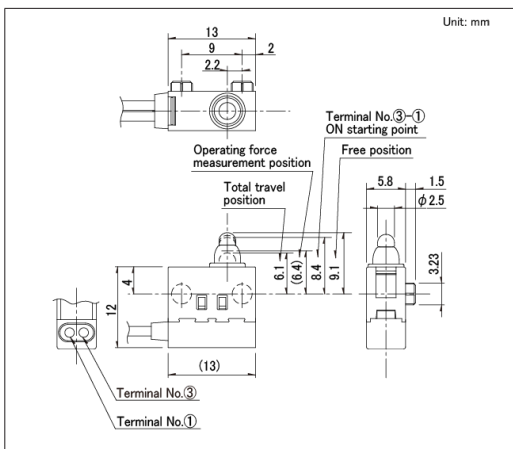 Unit: mm
13
9
2
2.2
Terminal No.③-①
ON starting point
Operating force
measurement position
Free position
Total travel
position
5.8
1.5
φ2.5
6.1
(6.4)
8.4
9.1
3.23
4
12
(13)
Terminal No.③
Terminal No.①